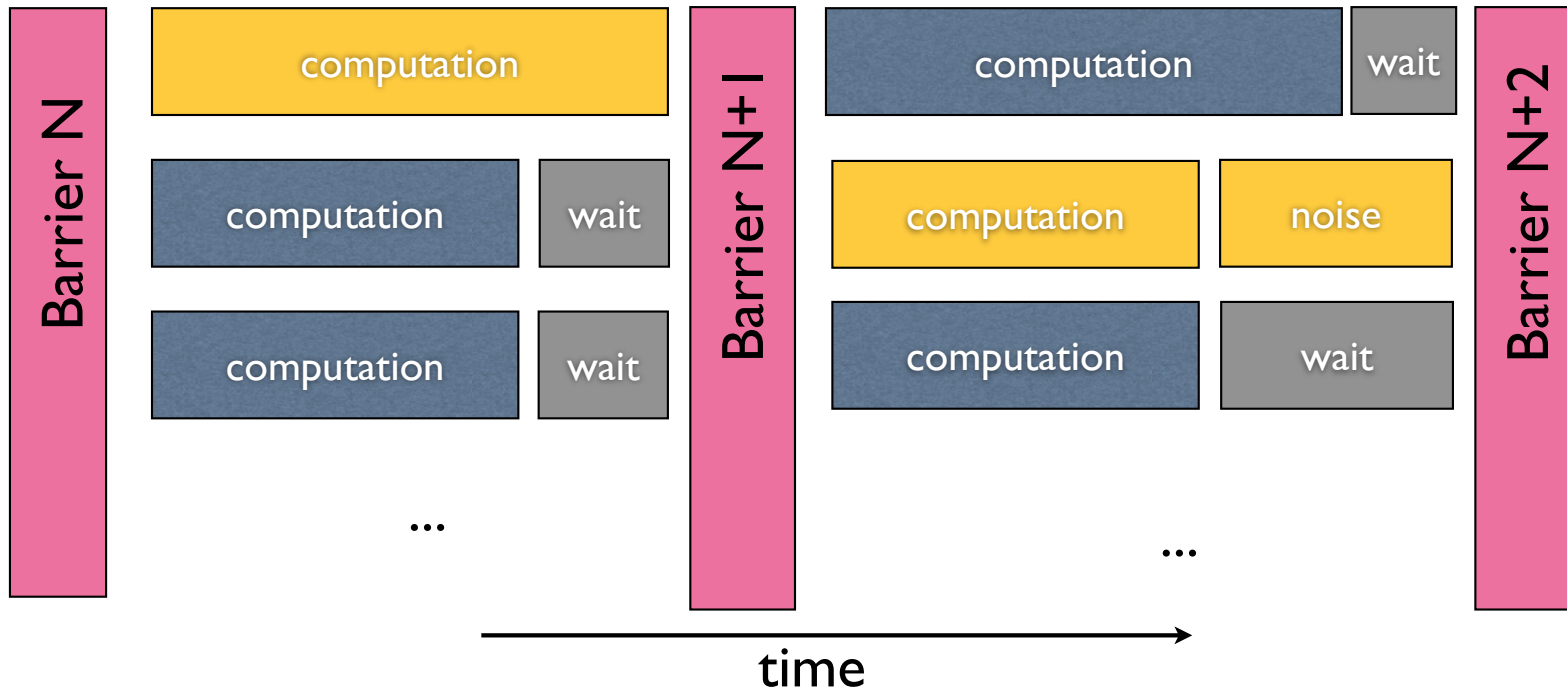 Barrier N
computation
computation
wait
computation
wait
...
Barrier N+1
computation
wait
computation
noise
computation
wait
...
Barrier N+2
time